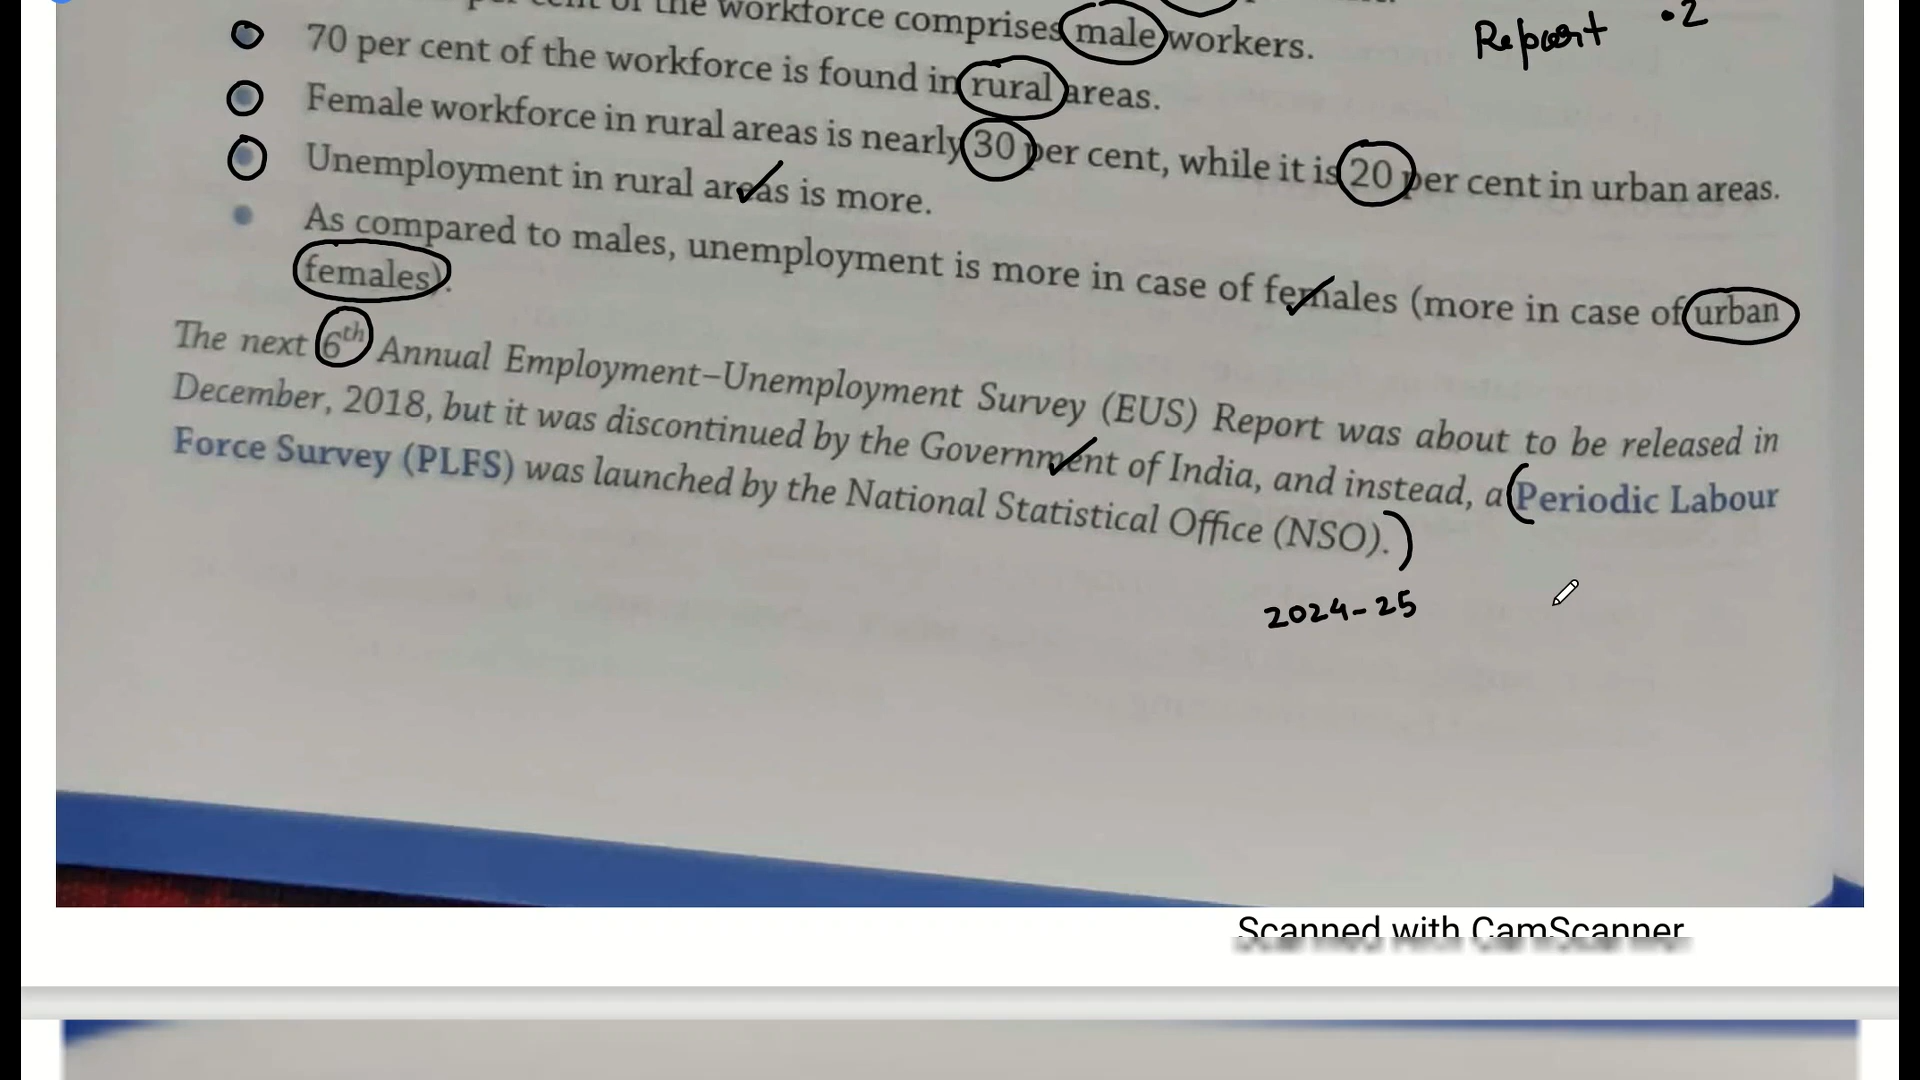 of the workforce comprises male workers.
Report .2
70 per cent of the workforce is found in rural areas.
Female workforce in rural areas is nearly 30 per cent, while it is 20 per cent in urban areas.
Unemployment in rural areas is more.
As compared to males, unemployment is more in case of females (more in case of urban
females).
The next 6th Annual Employment–Unemployment Survey (EUS) Report was about to be released in
December, 2018, but it was discontinued by the Government of India, and instead, a (Periodic Labour
Force Survey (PLFS) was launched by the National Statistical Office (NSO).)
2024-25
Scanned with CamScanner